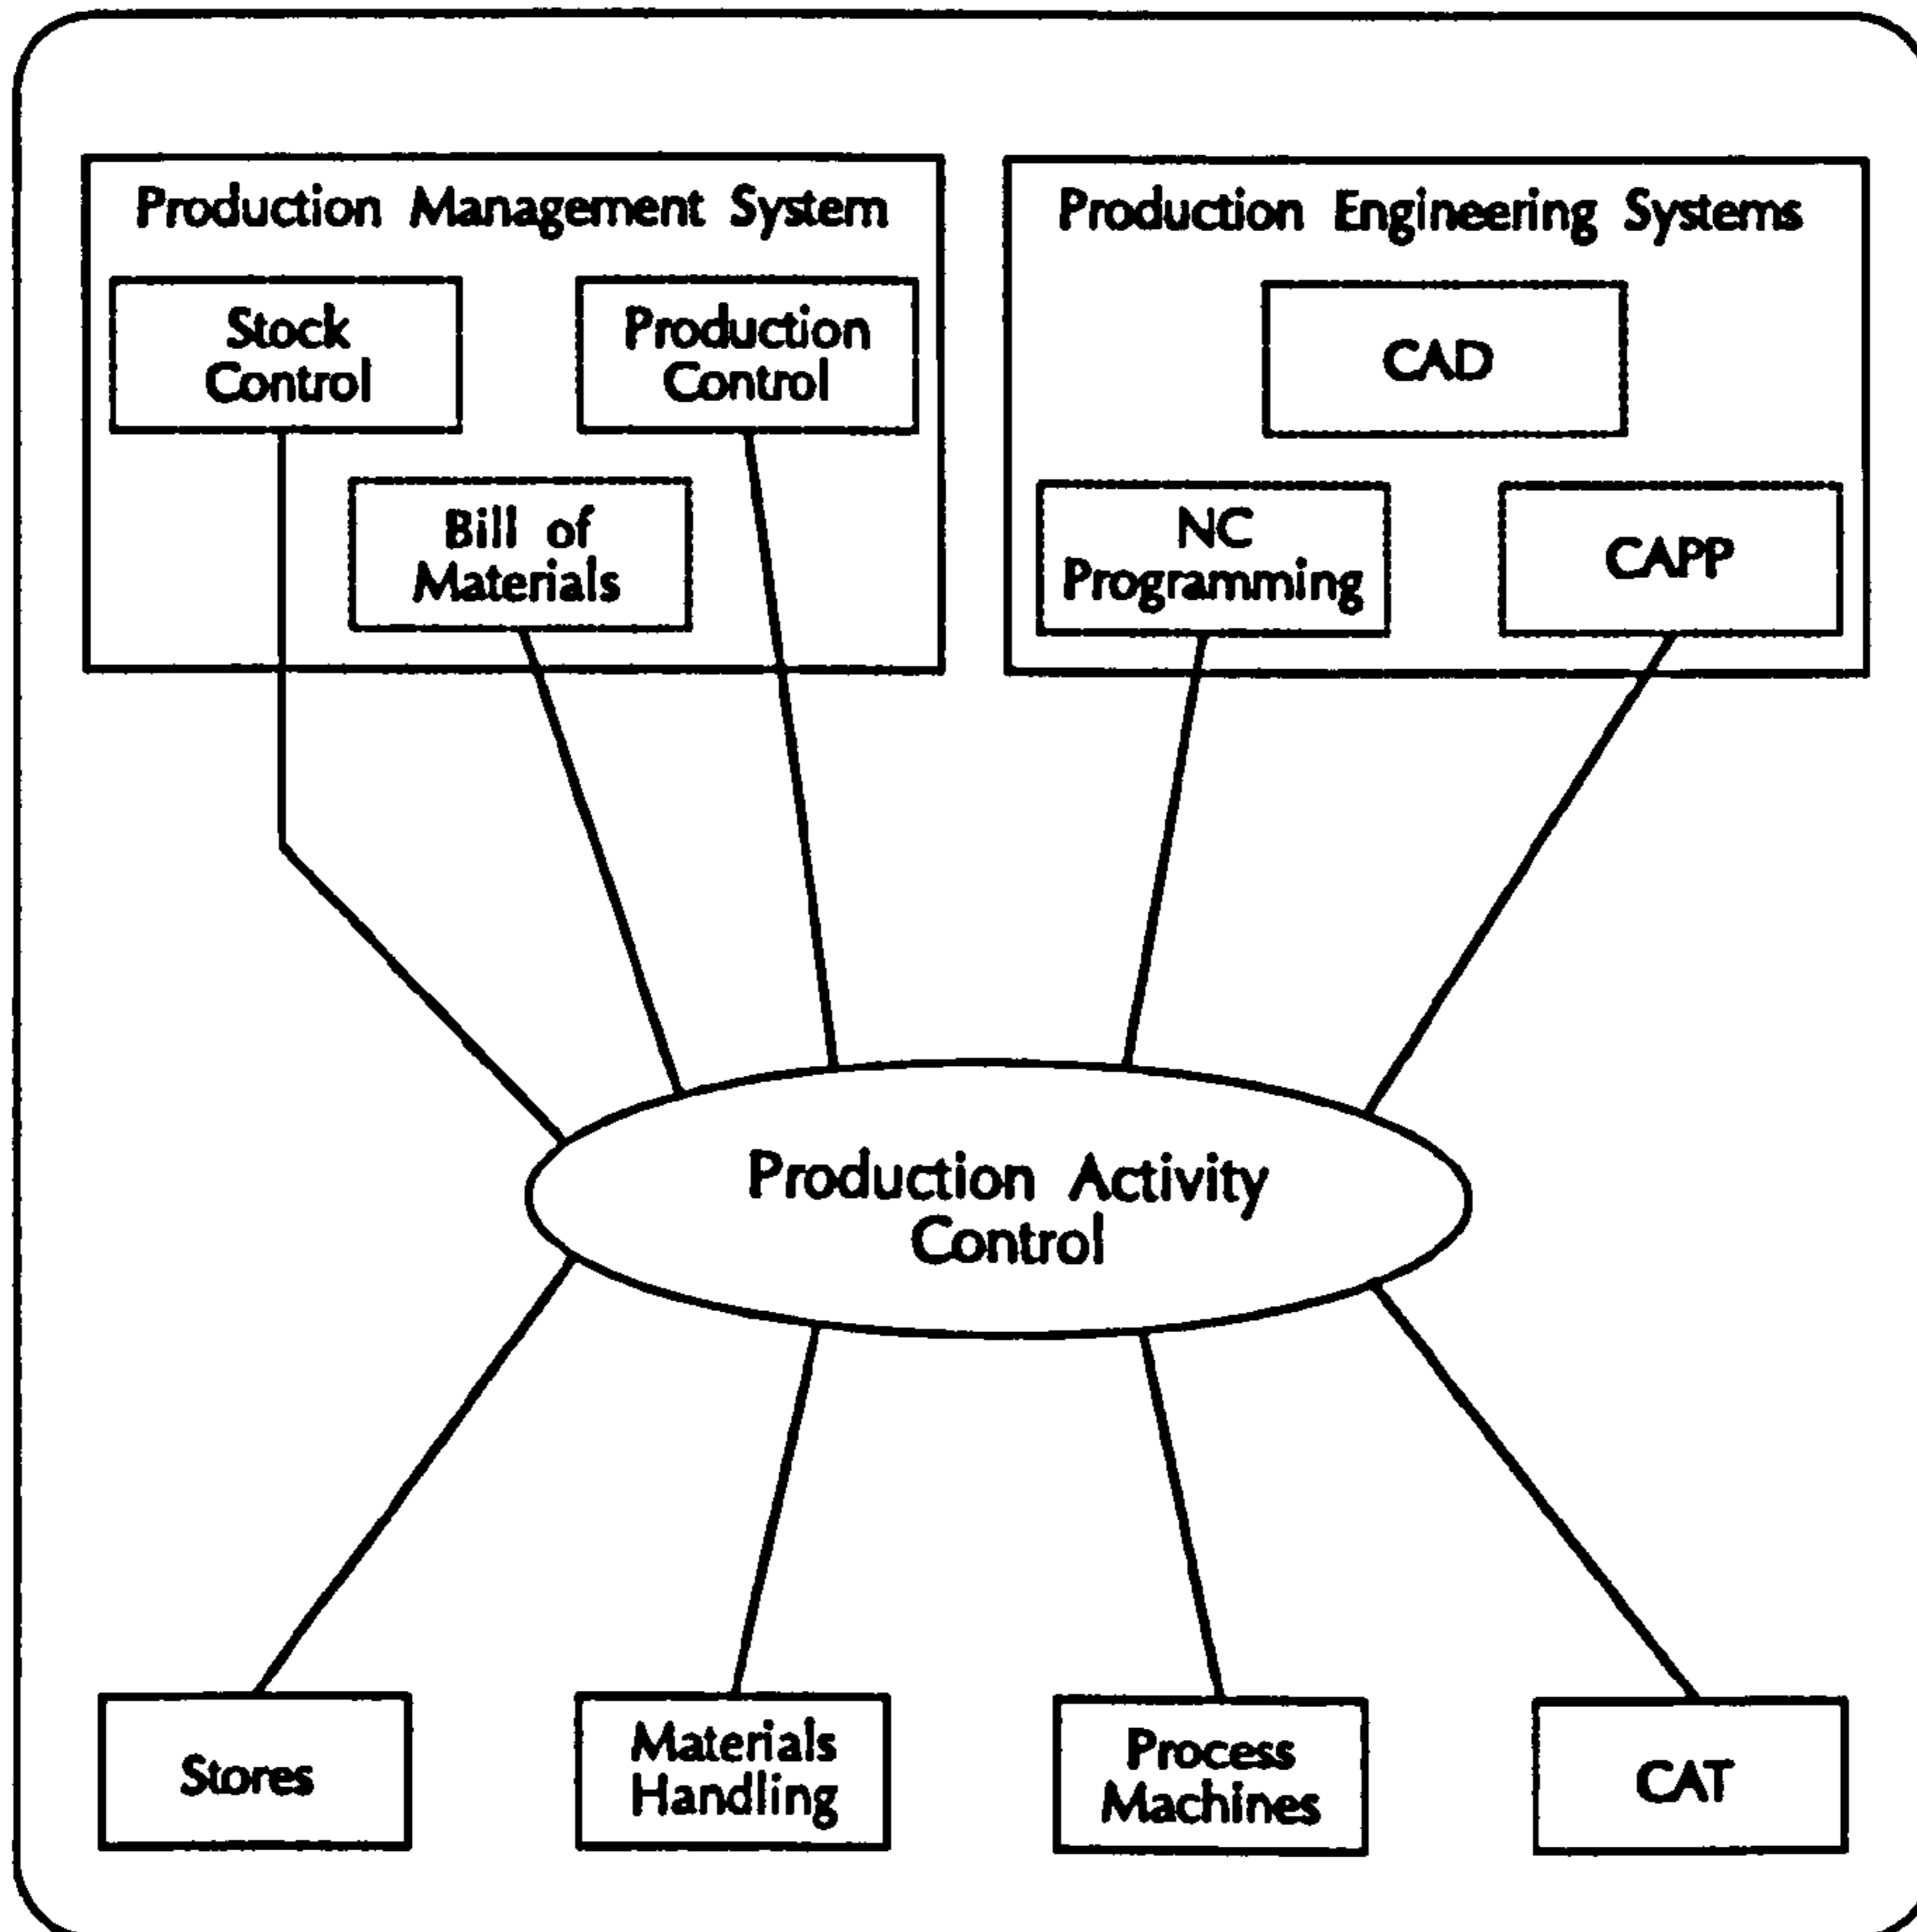 Production Management System
Production Engineering Systems
Stock
Control
Production
Control
CAD
Bill of
Materials
NC
Programming
CAPP
Production Activity
Control
Stores
Materials
Handling
Process
Machines
CAT